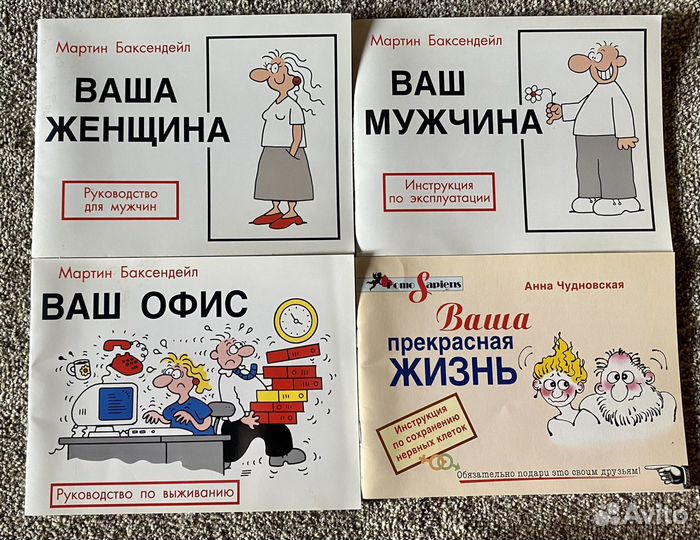 Мартин Баксендейл
ВАША
ЖЕНЩИНА
Руководство
для мужчин
Мартин Баксендейл
ВАШ
МУЖЧИНА
Инструкция
по эксплуатации
Мартин Баксендейл
ВАШ ОФИС
Руководство по выживанию
Homo Sapiens
Анна Чудновская
Ваша
прекрасная
ЖИЗНЬ
Инструкция
по сохранению
нервных клеток
Обязательно подари это своим друзьям!
Avito